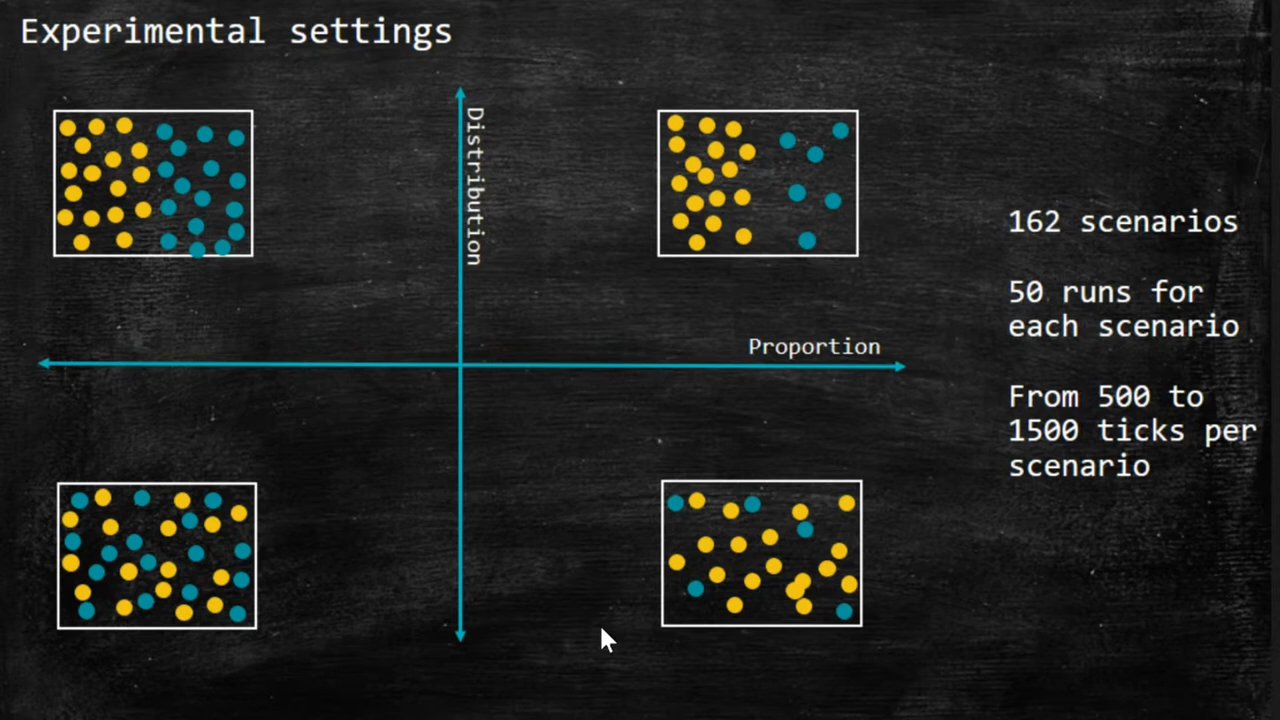 Experimental settings
Distribution
Proportion
162 scenarios
50 runs for
each scenario
From 500 to
1500 ticks per
scenario